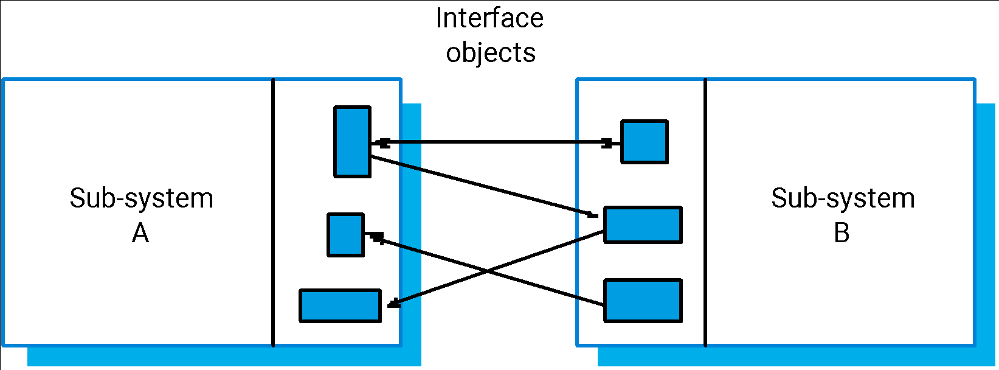 Interface
objects
Sub-system
A
Sub-system
B